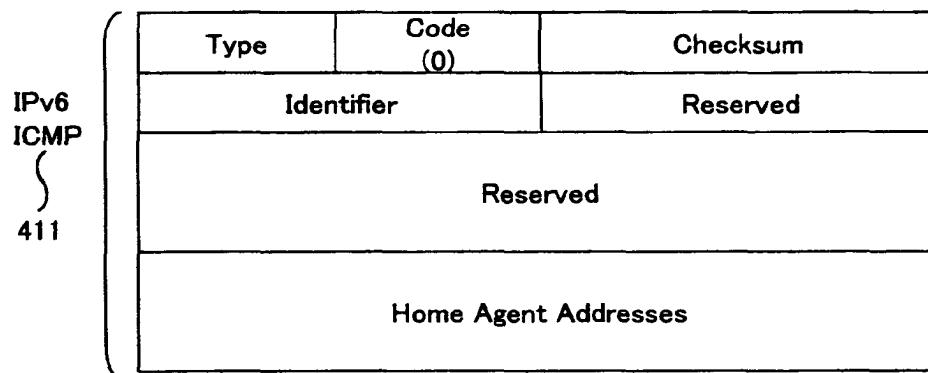 Type
Code
(0)
Checksum
IPv6
ICMP
411
Identifier
Reserved
Reserved
Home Agent Addresses